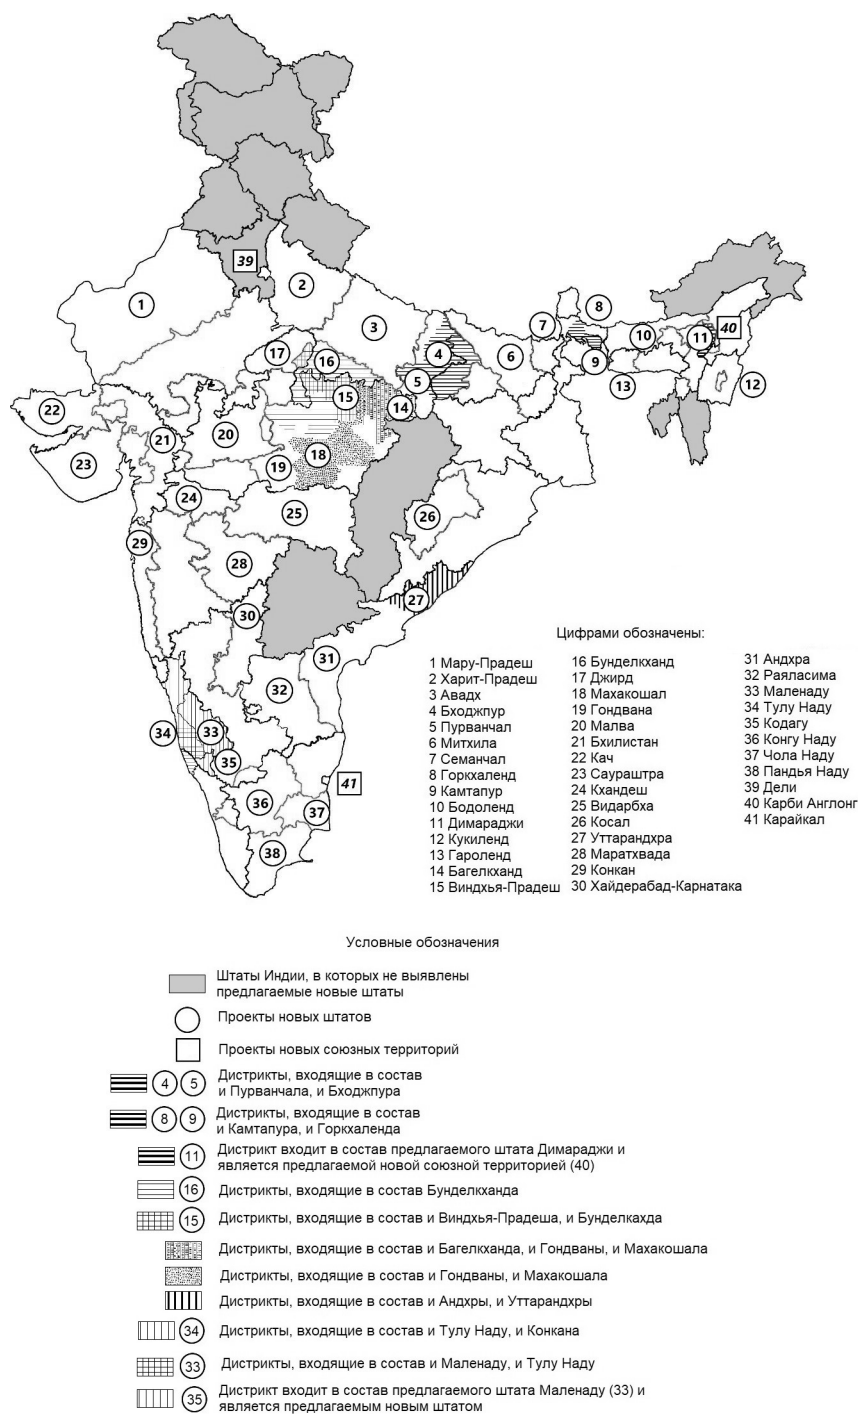 39
1
2
3
8
7
10
11
40
17
16
4
6
9
5
15
14
13
12
22
20
21
18
23
19
24
25
26
29
28
27
30
Цифрами обозначены:
1 Мару-Прадеш
2 Харит-Прадеш
3 Авадх
4 Бходжпур
5 Пурванчал
6 Митхила
7 Семанчал
8 Горкхаленд
9 Камтапур
10 Бодоленд
11 Димараджи
12 Кукиленд
13 Гароленд
14 Багелкханд
15 Виндхья-Прадеш
16 Бунделкханд
17 Джирд
18 Махакошал
19 Гондвана
20 Малва
21 Бхилистан
22 Кач
23 Саураштра
24 Кхандеш
25 Видарбха
26 Косал
27 Уттарандхра
28 Маратхвада
29 Конкан
30 Хайдерабад-Карнатака
31 Андхра
32 Раяласима
33 Маленаду
34 Тулу Наду
35 Кодагу
36 Конгу Наду
37 Чола Наду
38 Пандья Наду
39 Дели
40 Карби Англонг
41 Карайкал
31
32
34
33
35
41
36
37
38
Условные обозначения
Штаты Индии, в которых не выявлены
предлагаемые новые штаты
Проекты новых штатов
Проекты новых союзных территорий
4 5 Дистрикты, входящие в состав
и Пурванчала, и Бходжпура
8 9 Дистрикты, входящие в состав
и Камтапура, и Горкхаленда
11 Дистрикт входит в состав предлагаемого штата Димараджи и
является предлагаемой новой союзной территорией (40)
16 Дистрикты, входящие в состав Бунделкханда
15 Дистрикты, входящие в состав и Виндхья-Прадеша, и Бунделкахда
Дистрикты, входящие в состав и Багелкханда, и Гондваны, и Махакошала
Дистрикты, входящие в состав и Гондваны, и Махакошала
Дистрикты, входящие в состав и Андхры, и Уттарандхры
34 Дистрикты, входящие в состав и Тулу Наду, и Конкана
33 Дистрикты, входящие в состав и Маленаду, и Тулу Наду
35 Дистрикт входит в состав предлагаемого штата Маленаду (33) и
является предлагаемым новым штатом